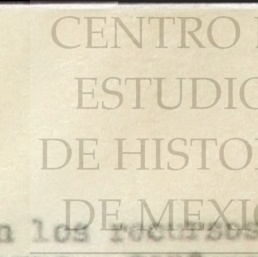 CENTRO
ESTUDIO
DE HISTO
DE MEXIC
n los recursos